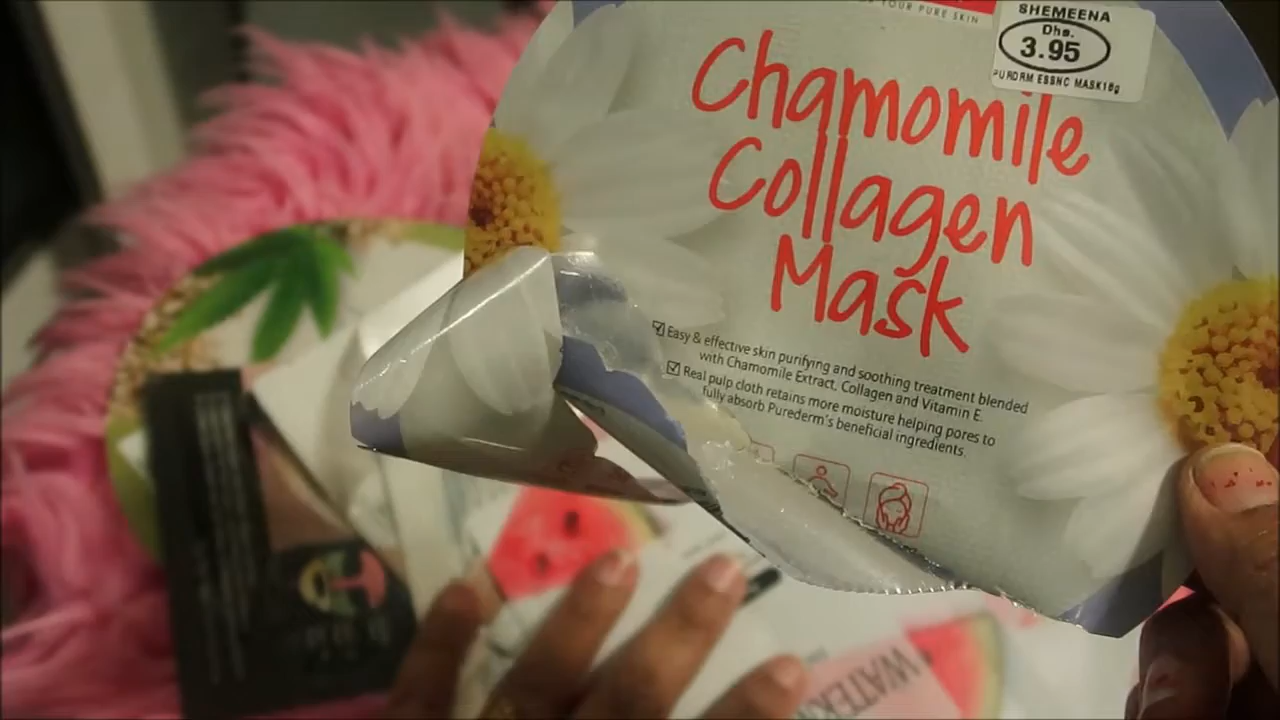 YOUR PURE SKIN
SHEMEENA
Dhs.
3.95
PURDRM ESSNC MASK18g
Chamomile
Collagen
Mask
Easy & effective skin purifying and soothing treatment blended
with Chamomile Extract, Collagen and Vitamin E.
Real pulp cloth retains more moisture helping pores to
fully absorb Purederm's beneficial ingredients.
WATER